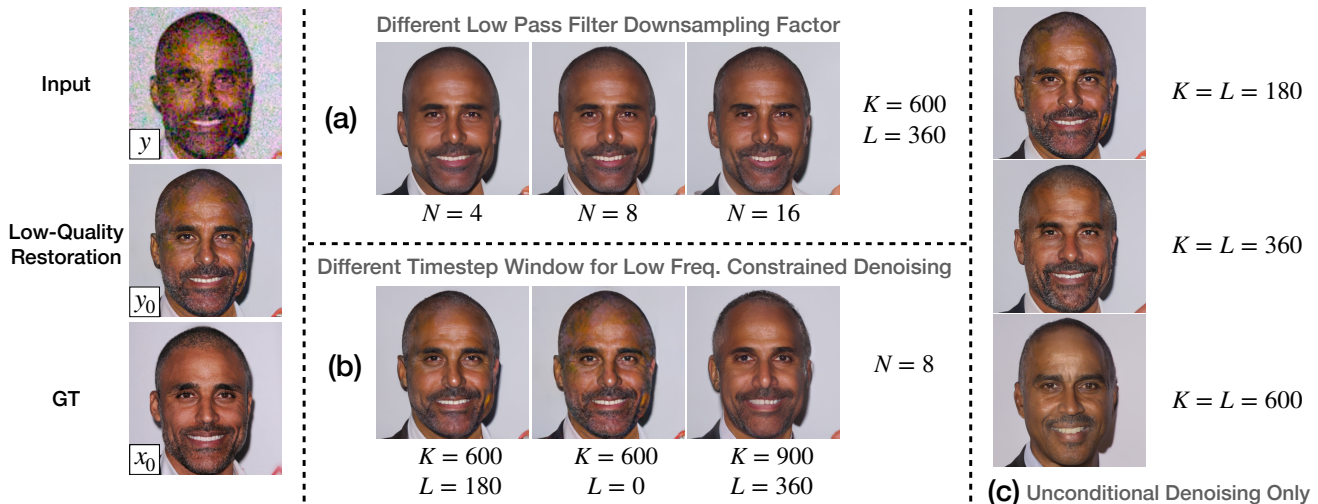 Input
y
Low-Quality
Restoration
y₀
GT
x₀
Different Low Pass Filter Downsampling Factor
(a)
K = 600
L = 360
N = 4
N = 8
N = 16
Different Timestep Window for Low Freq. Constrained Denoising
(b)
N = 8
K = 600
L = 180
K = 600
L = 0
K = 900
L = 360
K = L = 180
K = L = 360
K = L = 600
(c) Unconditional Denoising Only